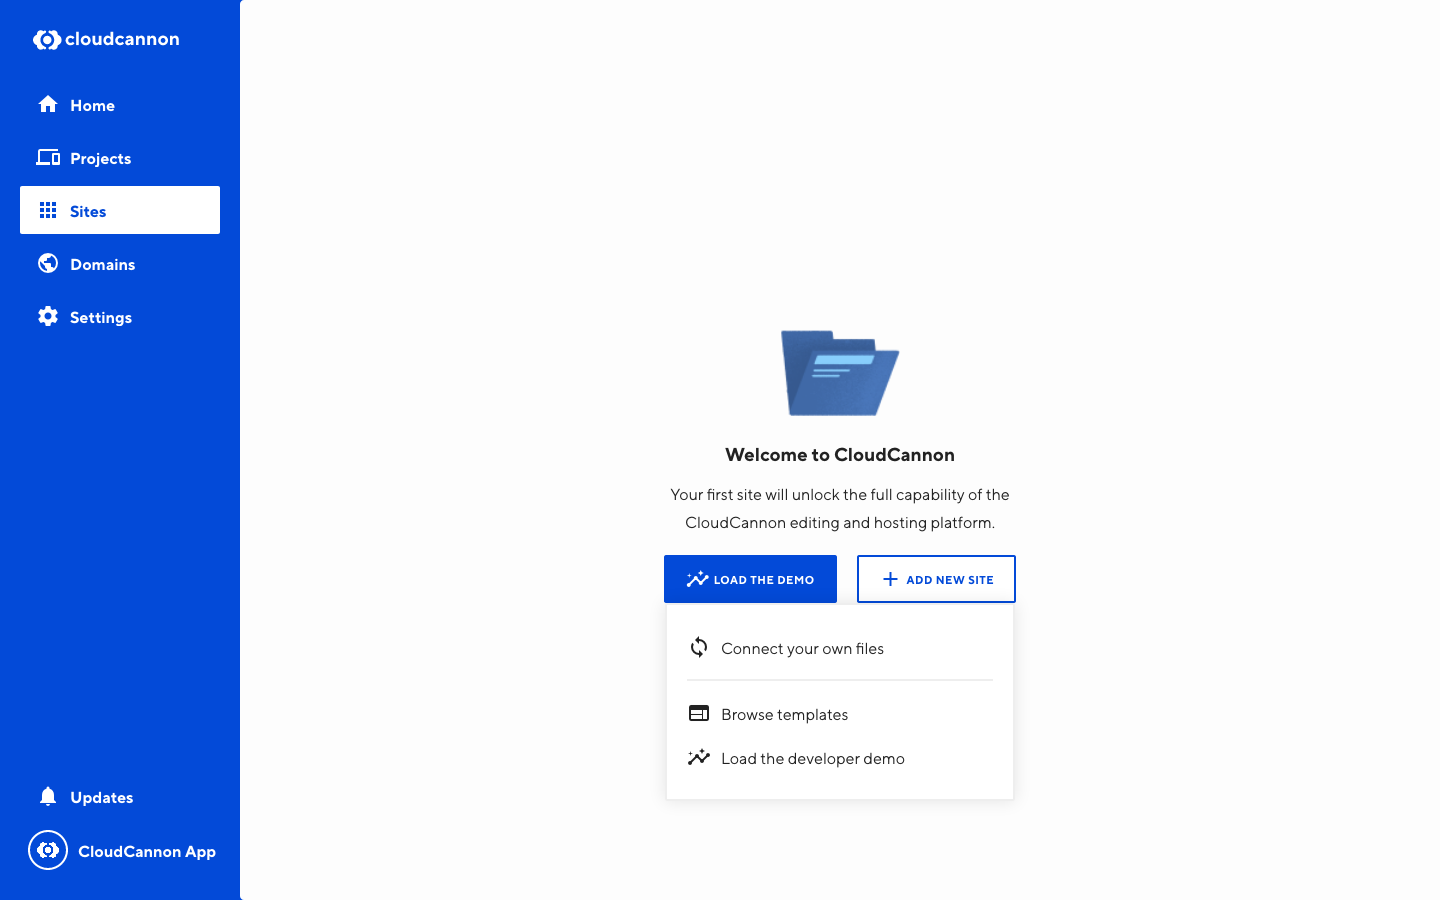 cloudcannon
Home
Projects
Sites
Domains
Settings
Welcome to CloudCannon
Your first site will unlock the full capability of the
CloudCannon editing and hosting platform.
LOAD THE DEMO
ADD NEW SITE
Connect your own files
Browse templates
Load the developer demo
Updates
CloudCannon App